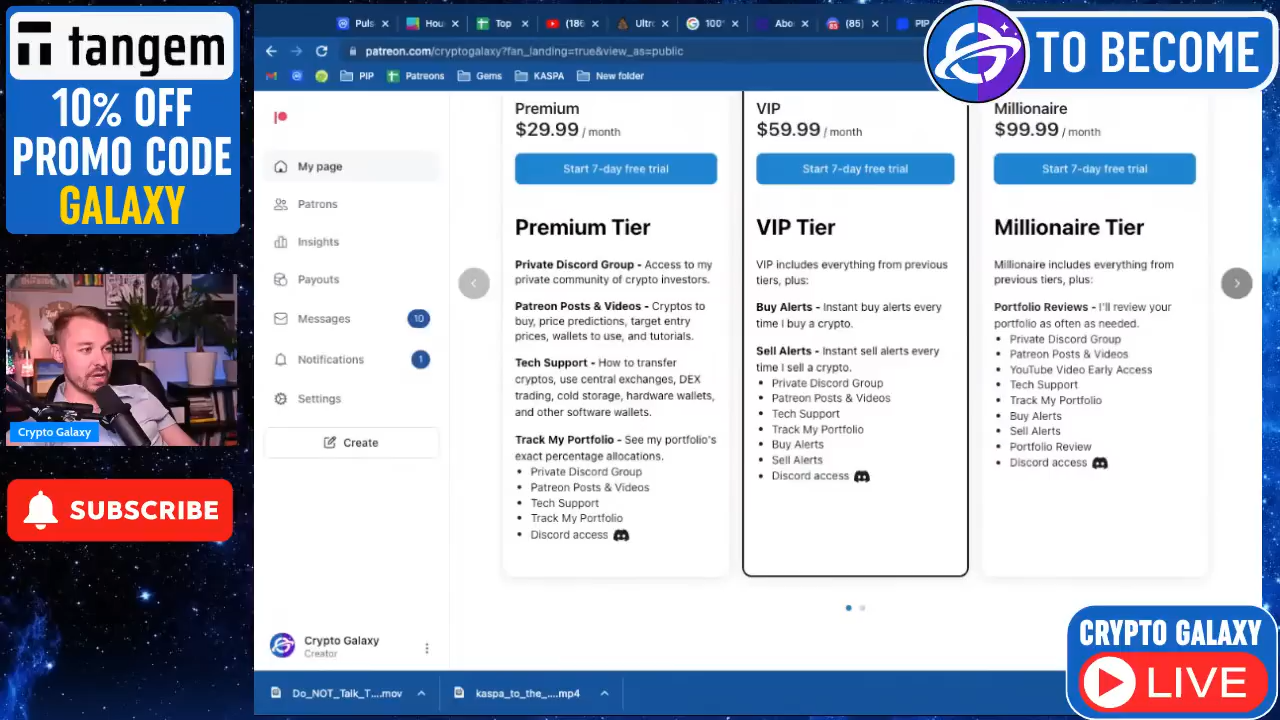 tangem
10% OFF
PROMO CODE
GALAXY
Crypto Galaxy
SUBSCRIBE
Puls
Hou
Top
(86
Ultr
100°
Abo
(85)
PIP
patreon.com/cryptogalaxy?fan_landing=true&view_as=public
PIP
Patreons
Gems
KASPA
New folder
TO BECOME
My page
Patrons
Insights
Payouts
Messages
10
Notifications
1
Settings
Create
Crypto Galaxy
Creator
Premium
$29.99 / month
Start 7-day free trial
Premium Tier
Private Discord Group - Access to my
private community of crypto investors.
Patreon Posts & Videos - Cryptos to
buy, price predictions, target entry
prices, wallets to use, and tutorials.
Tech Support - How to transfer
cryptos, use central exchanges, DEX
trading, cold storage, hardware wallets,
and other software wallets.
Track My Portfolio - See my portfolio's
exact percentage allocations.
• Private Discord Group
• Patreon Posts & Videos
• Tech Support
• Track My Portfolio
• Discord access
VIP
$59.99 / month
Start 7-day free trial
VIP Tier
VIP includes everything from previous
tiers, plus:
Buy Alerts - Instant buy alerts every
time I buy a crypto.
Sell Alerts - Instant sell alerts every
time I sell a crypto.
• Private Discord Group
• Patreon Posts & Videos
• Tech Support
• Track My Portfolio
• Buy Alerts
• Sell Alerts
• Discord access
Millionaire
$99.99 / month
Start 7-day free trial
Millionaire Tier
Millionaire includes everything from
previous tiers, plus:
Portfolio Reviews - I'll review your
portfolio as often as needed.
• Private Discord Group
• Patreon Posts & Videos
• YouTube Video Early Access
• Tech Support
• Track My Portfolio
• Buy Alerts
• Sell Alerts
• Portfolio Review
• Discord access
Do_NOT_Talk_T....mov
kaspa_to_the_....mp4
CRYPTO GALAXY
LIVE